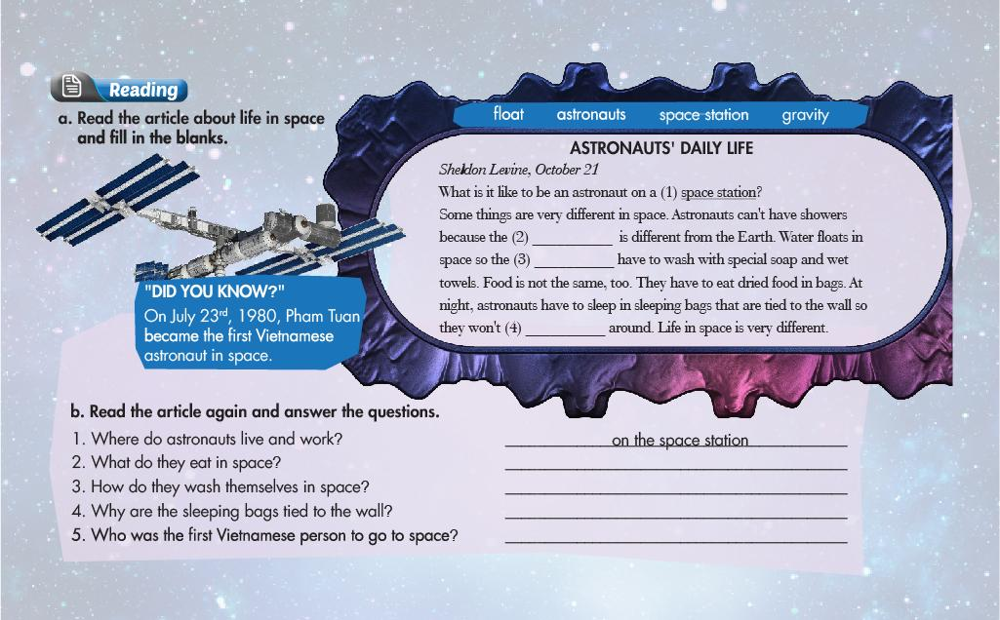 Reading
a. Read the article about life in space
and fill in the blanks.
float astronauts space station gravity
ASTRONAUTS' DAILY LIFE
Sheldon Levine, October 21
What is it like to be an astronaut on a (1) space station?
Some things are very different in space. Astronauts can't have showers
because the (2) __________ is different from the Earth. Water floats in
space so the (3) __________ have to wash with special soap and wet
towels. Food is not the same, too. They have to eat dried food in bags. At
night, astronauts have to sleep in sleeping bags that are tied to the wall so
they won't (4) __________ around. Life in space is very different.
"DID YOU KNOW?"
On July 23rd, 1980, Pham Tuan
became the first Vietnamese
astronaut in space.
b. Read the article again and answer the questions.
1. Where do astronauts live and work? on the space station
2. What do they eat in space?
3. How do they wash themselves in space?
4. Why are the sleeping bags tied to the wall?
5. Who was the first Vietnamese person to go to space?